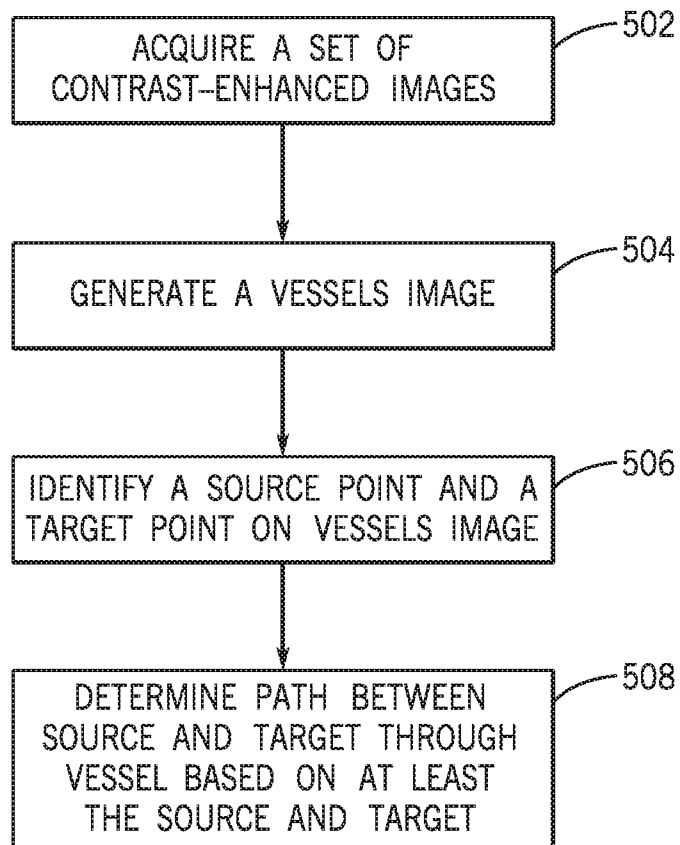 ACQUIRE A SET OF
CONTRAST–ENHANCED IMAGES
502
GENERATE A VESSELS IMAGE
504
IDENTIFY A SOURCE POINT AND A
TARGET POINT ON VESSELS IMAGE
506
DETERMINE PATH BETWEEN
SOURCE AND TARGET THROUGH
VESSEL BASED ON AT LEAST
THE SOURCE AND TARGET
508